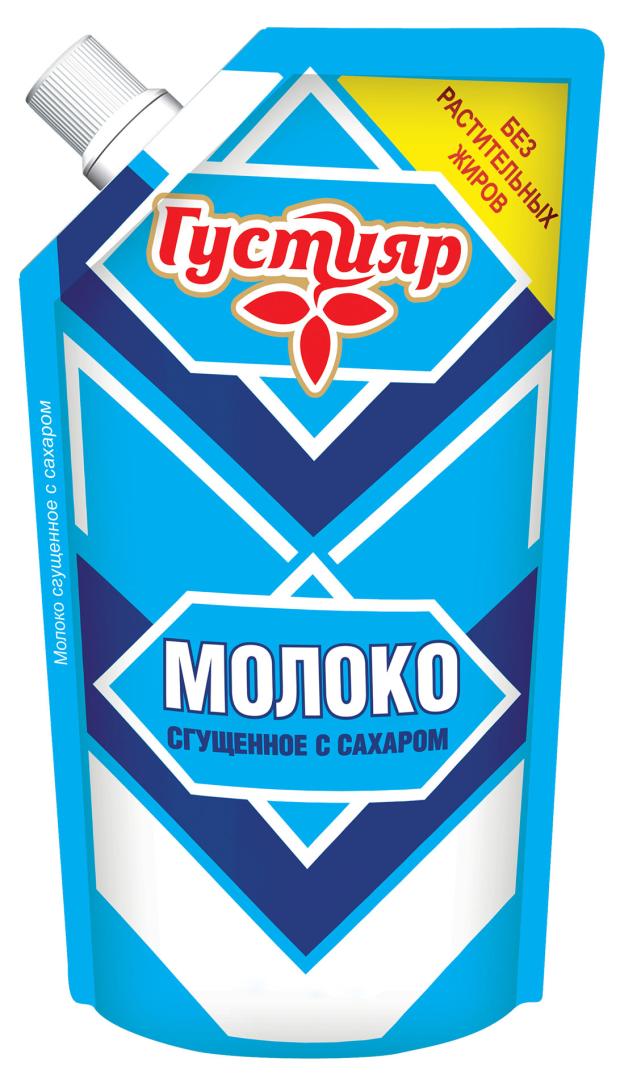 БЕЗ
РАСТИТЕЛЬНЫХ
ЖИРОВ
Густияр
Молоко сгущенное с сахаром
МОЛОКО
СГУЩЕННОЕ С САХАРОМ